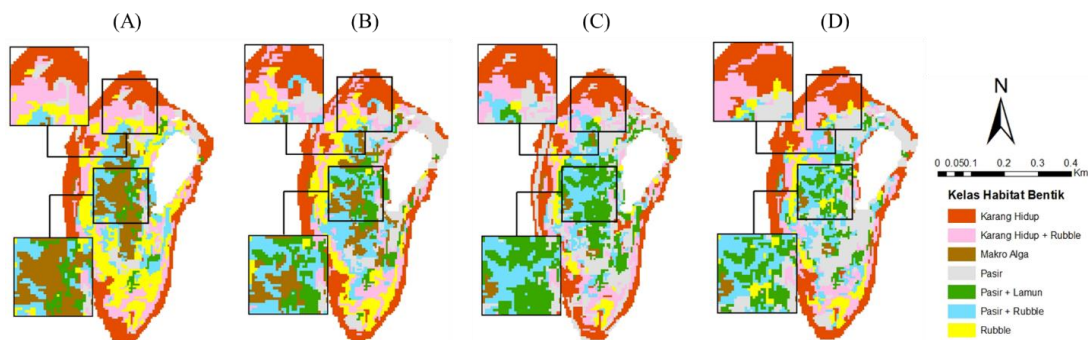 (A) (B) (C) (D)
N
0 0.050.1 0.2 0.3 0.4
Km
Kelas Habitat Bentik
Karang Hidup
Karang Hidup + Rubble
Makro Alga
Pasir
Pasir + Lamun
Pasir + Rubble
Rubble